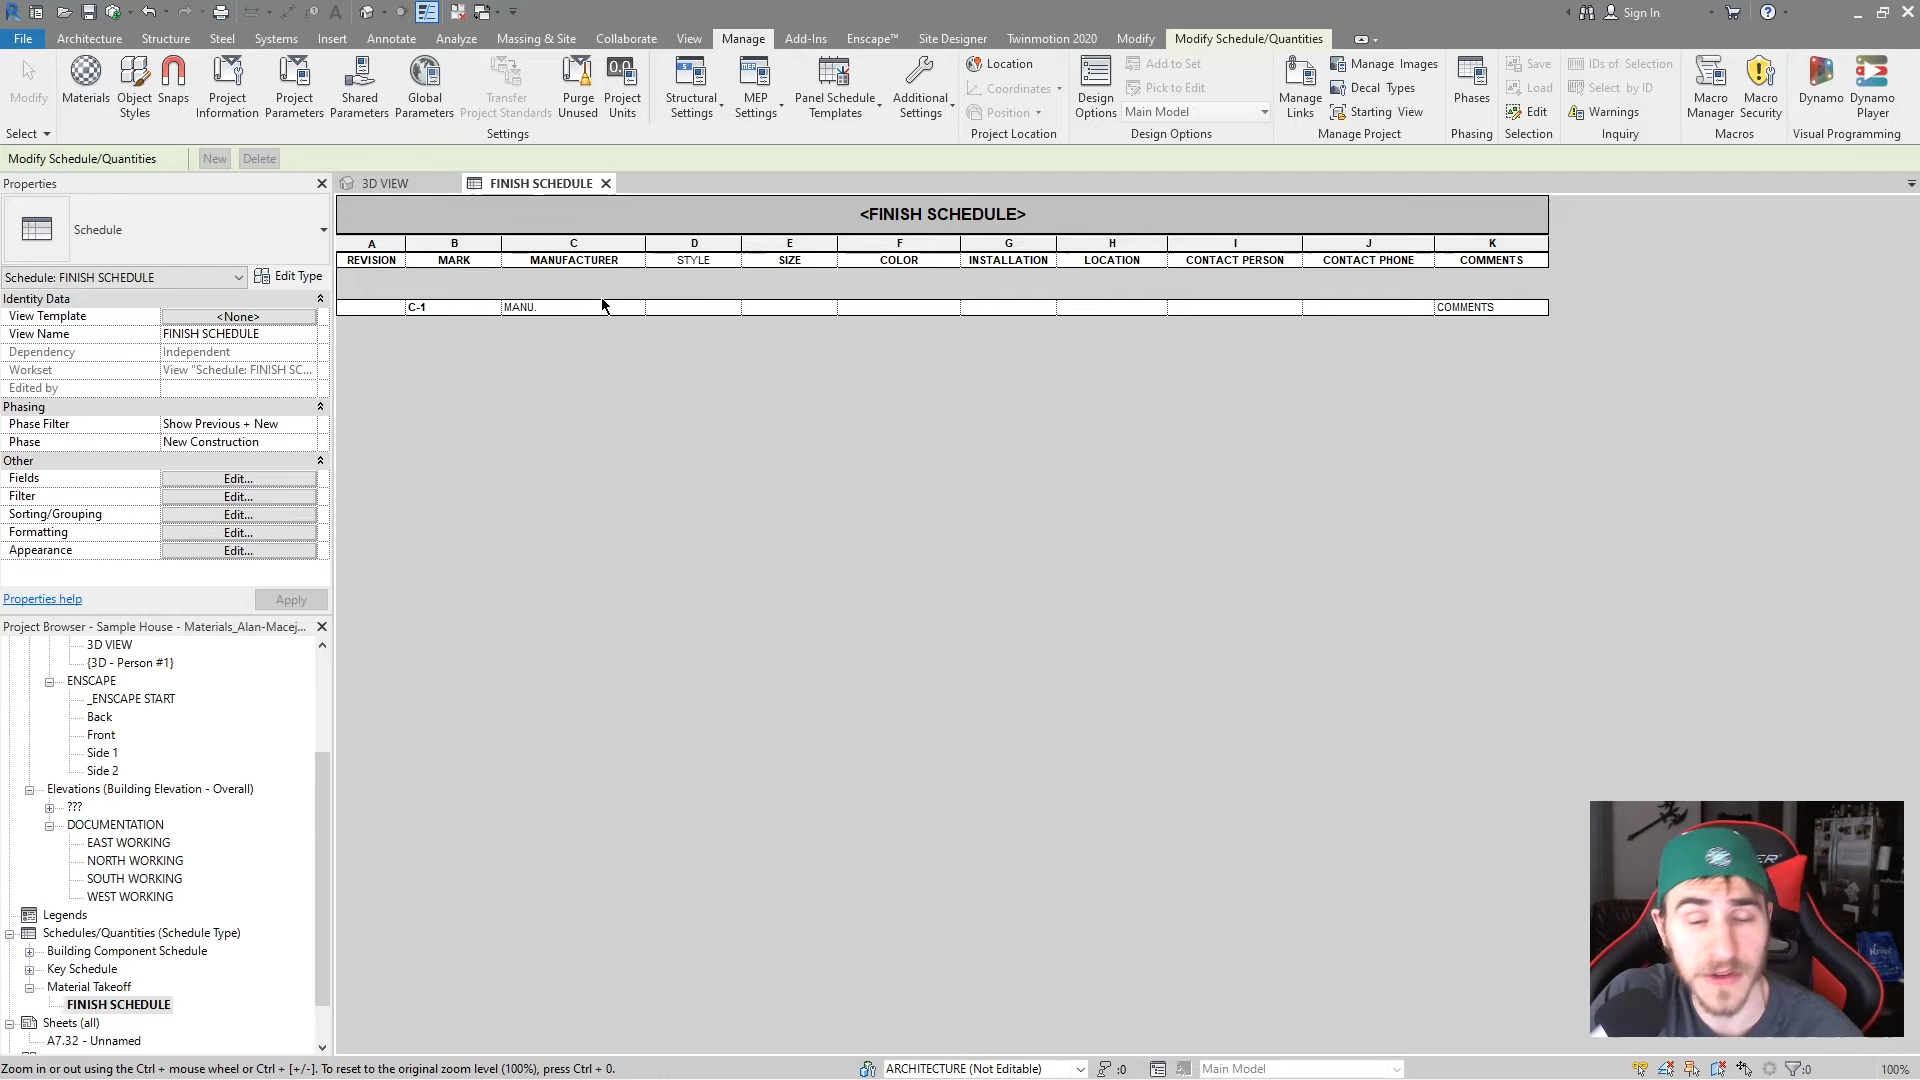 Sign In
File Architecture Structure Steel Systems Insert Annotate Analyze Massing & Site Collaborate View Manage Add-Ins Enscape™ Site Designer Twinmotion 2020 Modify Modify Schedule/Quantities
Modify
Materials
Object Styles
Snaps
Project Information
Project Parameters
Shared Parameters
Global Parameters
Transfer Project Standards
Purge Unused
Project Units
Structural Settings
MEP Settings
Panel Schedule Templates
Additional Settings
Location
Coordinates
Position
Design Options
Add to Set
Pick to Edit
Main Model
Manage Links
Manage Images
Decal Types
Starting View
Phases
Save
Load
Edit
IDs of Selection
Select by ID
Warnings
Macro Manager
Macro Security
Dynamo
Dynamo Player
Select Settings Project Location Design Options Manage Project Phasing Selection Inquiry Macros Visual Programming
Modify Schedule/Quantities New Delete
Properties
Schedule
Schedule: FINISH SCHEDULE Edit Type
Identity Data
View Template <None>
View Name FINISH SCHEDULE
Dependency Independent
Workset View "Schedule: FINISH SC...
Edited by
Phasing
Phase Filter Show Previous + New
Phase New Construction
Other
Fields Edit...
Filter Edit...
Sorting/Grouping Edit...
Formatting Edit...
Appearance Edit...
Properties help Apply
Project Browser - Sample House - Materials_Alan-Macej...
3D VIEW
{3D - Person #1}
ENSCAPE
_ENSCAPE START
Back
Front
Side 1
Side 2
Elevations (Building Elevation - Overall)
???
DOCUMENTATION
EAST WORKING
NORTH WORKING
SOUTH WORKING
WEST WORKING
Legends
Schedules/Quantities (Schedule Type)
Building Component Schedule
Key Schedule
Material Takeoff
FINISH SCHEDULE
Sheets (all)
A7.32 - Unnamed
3D VIEW FINISH SCHEDULE
<FINISH SCHEDULE>
A B C D E F G H I J K
REVISION MARK MANUFACTURER STYLE SIZE COLOR INSTALLATION LOCATION CONTACT PERSON CONTACT PHONE COMMENTS
C-1 MANU. COMMENTS
Zoom in or out using the Ctrl + mouse wheel or Ctrl + [+/-]. To reset to the original zoom level (100%), press Ctrl + 0. ARCHITECTURE (Not Editable) :0 Main Model :0 100%